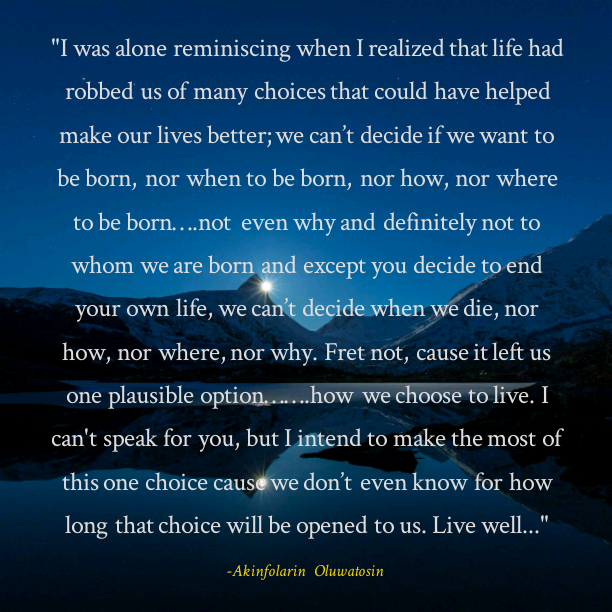 "I was alone reminiscing when I realized that life had
robbed us of many choices that could have helped
make our lives better; we can’t decide if we want to
be born, nor when to be born, nor how, nor where
to be born….not even why and definitely not to
whom we are born and except you decide to end
your own life, we can’t decide when we die, nor
how, nor where, nor why. Fret not, cause it left us
one plausible option…….how we choose to live. I
can't speak for you, but I intend to make the most of
this one choice cause we don’t even know for how
long that choice will be opened to us. Live well..."
-Akinfolarin Oluwatosin